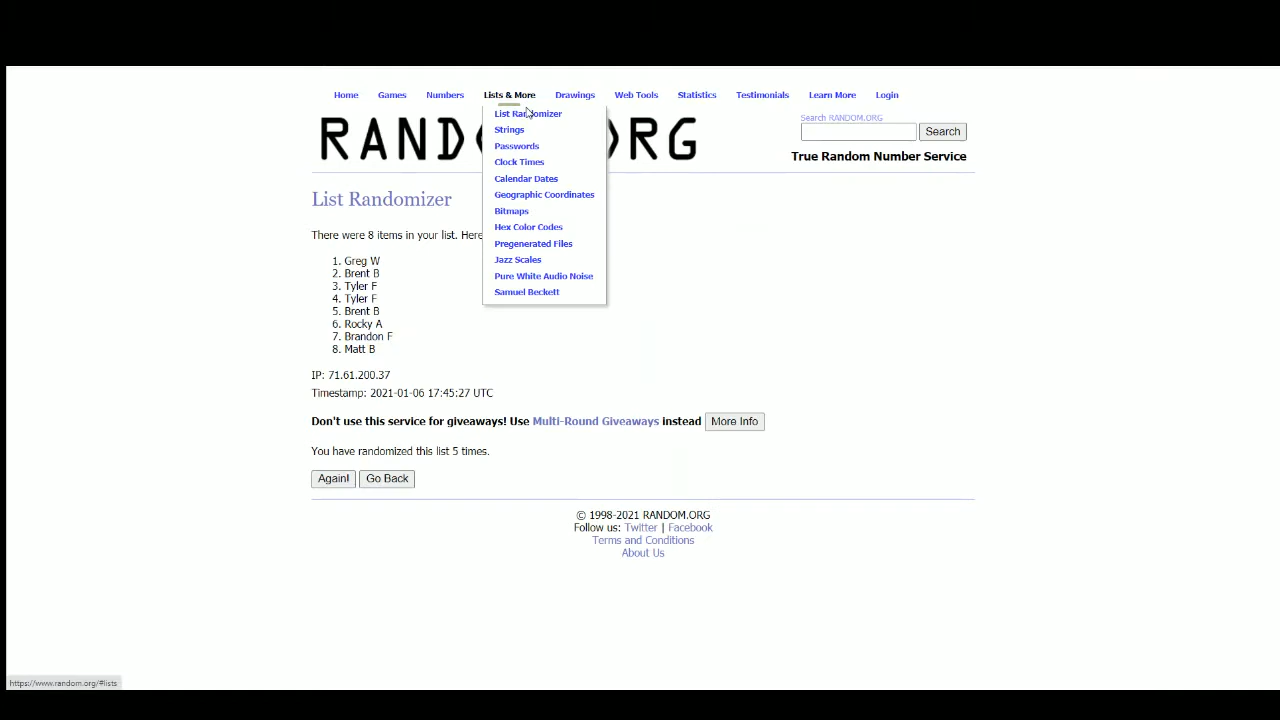 Home Games Numbers Lists & More Drawings Web Tools Statistics Testimonials Learn More Login
List Randomizer
Strings
Passwords
Clock Times
Calendar Dates
Geographic Coordinates
Bitmaps
Hex Color Codes
Pregenerated Files
Jazz Scales
Pure White Audio Noise
Samuel Beckett
RAND RG
Search RANDOM.ORG
Search
True Random Number Service
List Randomizer
There were 8 items in your list. Here
1. Greg W
2. Brent B
3. Tyler F
4. Tyler F
5. Brent B
6. Rocky A
7. Brandon F
8. Matt B
IP: 71.61.200.37
Timestamp: 2021-01-06 17:45:27 UTC
Don't use this service for giveaways! Use Multi-Round Giveaways instead More Info
You have randomized this list 5 times.
Again! Go Back
© 1998-2021 RANDOM.ORG
Follow us: Twitter | Facebook
Terms and Conditions
About Us
https://www.random.org/#lists